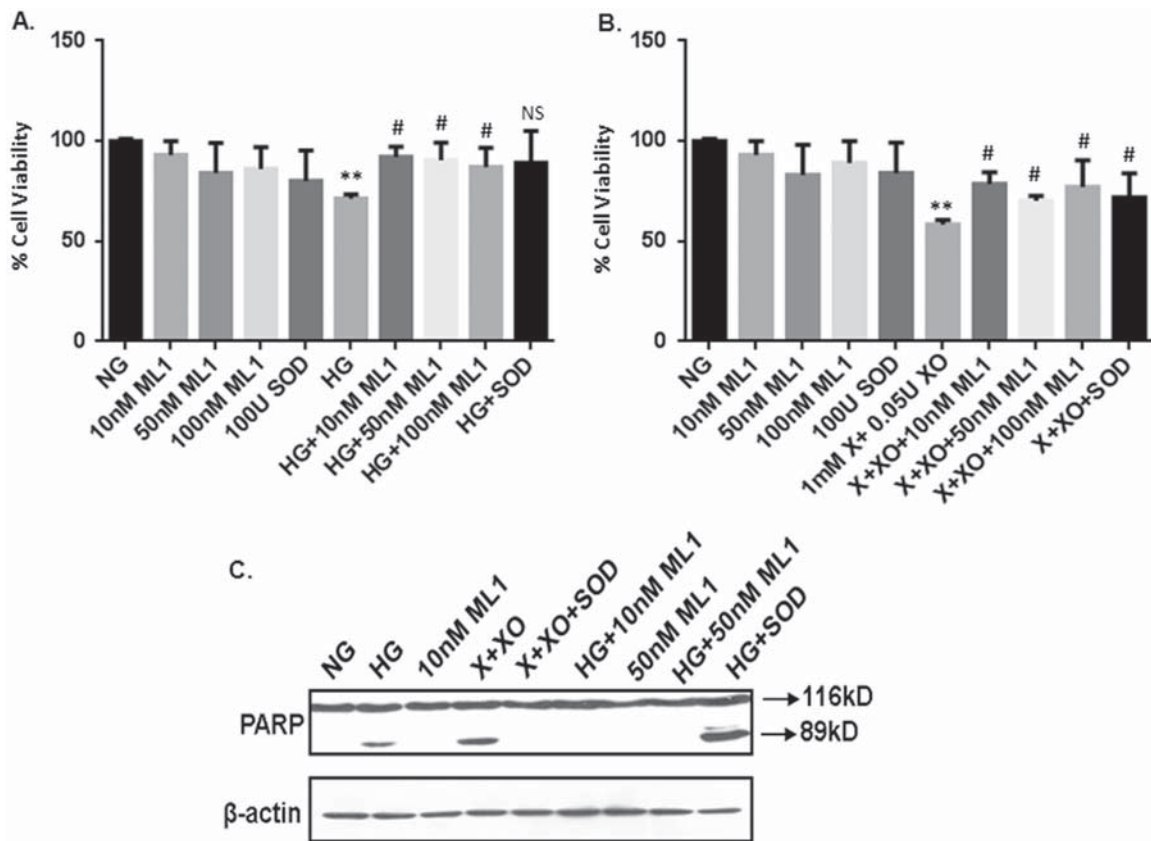 A.
150
100
50
0
% Cell Viability
**
#
#
#
NS
NG
10nM ML1
50nM ML1
100nM ML1
100U SOD
HG
HG+10nM ML1
HG+50nM ML1
HG+100nM ML1
HG+SOD
B.
150
100
50
0
% Cell Viability
**
#
#
#
#
NG
10nM ML1
50nM ML1
100nM ML1
100U SOD
1mM X+ 0.05U XO
X+XO+10nM ML1
X+XO+50nM ML1
X+XO+100nM ML1
X+XO+SOD
C.
NG
HG
10nM ML1
X+XO
X+XO+SOD
HG+10nM ML1
50nM ML1
HG+50nM ML1
HG+SOD
PARP
→116kD
→89kD
β-actin